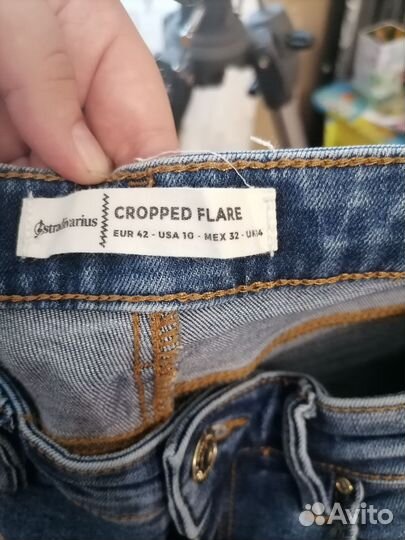 stradivarius
CROPPED FLARE
EUR 42 - USA 10 - MEX 32 - UK14
Avito